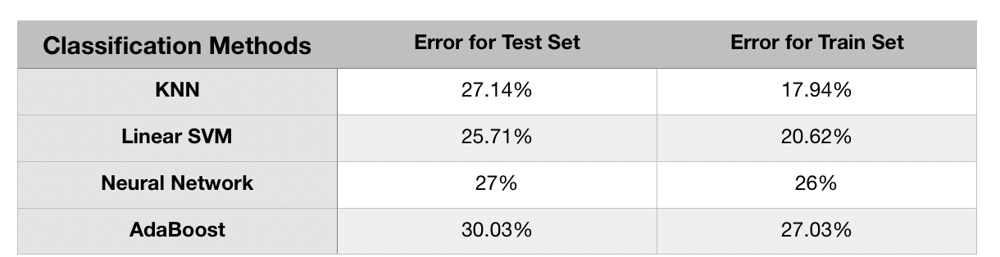 Classification Methods Error for Test Set Error for Train Set
KNN 27.14% 17.94%
Linear SVM 25.71% 20.62%
Neural Network 27% 26%
AdaBoost 30.03% 27.03%